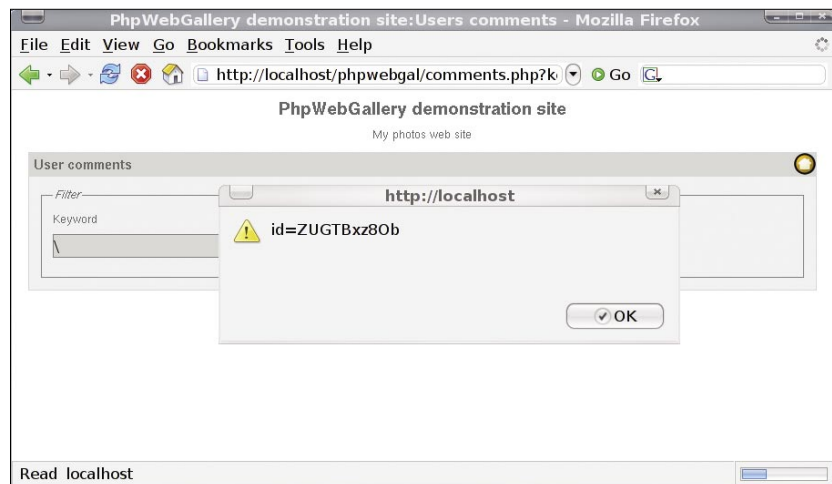 PhpWebGallery demonstration site:Users comments - Mozilla Firefox
File Edit View Go Bookmarks Tools Help
http://localhost/phpwebgal/comments.php?k
Go
G
PhpWebGallery demonstration site
My photos web site
User comments
Filter
Keyword
\
http://localhost
id=ZUGTBxz8Ob
OK
Read localhost